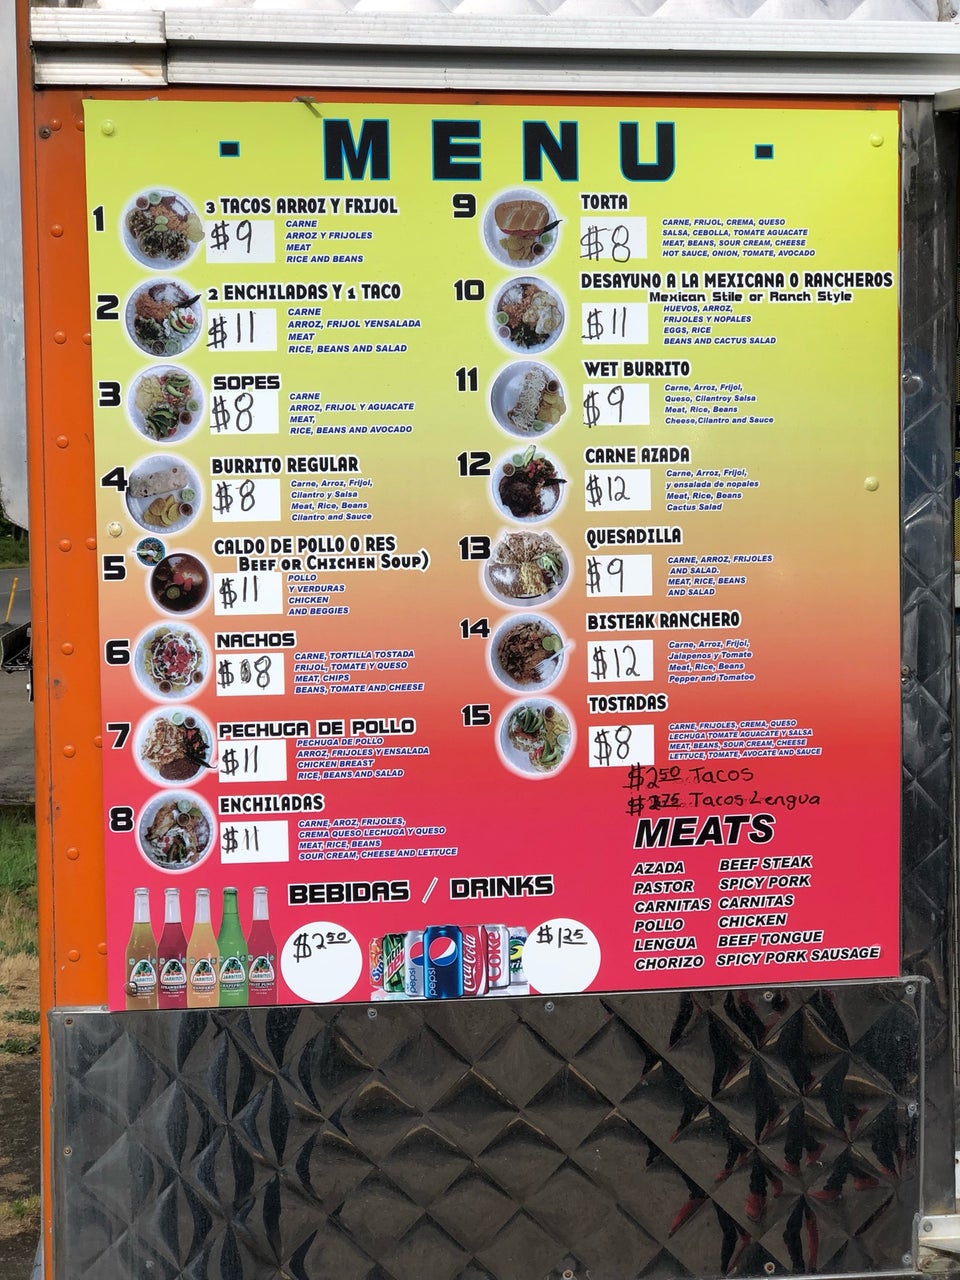 · MENU ·
1
3 TACOS ARROZ Y FRIJOL
$9
CARNE
ARROZ Y FRIJOLES
MEAT
RICE AND BEANS
2
2 ENCHILADAS Y 1 TACO
$11
CARNE
ARROZ, FRIJOL YENSALADA
MEAT
RICE, BEANS AND SALAD
3
SOPES
$8
CARNE
ARROZ, FRIJOL Y AGUACATE
MEAT,
RICE, BEANS AND AVOCADO
4
BURRITO REGULAR
$8
Carne, Arroz, Frijol,
Cilantro y Salsa
Meat, Rice, Beans
Cilantro and Sauce
5
CALDO DE POLLO O RES
BEEF OR CHICHEN SOUP)
$11
POLLO
Y VERDURAS
CHICKEN
AND BEGGIES
6
NACHOS
$8
CARNE, TORTILLA TOSTADA
FRIJOL, TOMATE Y QUESO
MEAT, CHIPS
BEANS, TOMATE AND CHEESE
7
PECHUGA DE POLLO
$11
PECHUGA DE POLLO
ARROZ, FRIJOLES Y ENSALADA
CHICKEN BREAST
RICE, BEANS AND SALAD
8
ENCHILADAS
$11
CARNE, AROZ, FRIJOLES,
CREMA QUESO LECHUGA Y QUESO
MEAT, RICE, BEANS
SOUR CREAM, CHEESE AND LETTUCE
9
TORTA
$8
CARNE, FRIJOL, CREMA, QUESO
SALSA, CEBOLLA, TOMATE AGUACATE
MEAT, BEANS, SOUR CREAM, CHEESE
HOT SAUCE, ONION, TOMATE, AVOCADO
10
DESAYUNO A LA MEXICANA O RANCHEROS
Mexican Stile or Ranch Style
$11
HUEVOS, ARROZ,
FRIJOLES Y NOPALES
EGGS, RICE
BEANS AND CACTUS SALAD
11
WET BURRITO
$9
Carne, Arroz, Frijol,
Queso, Cilantroy Salsa
Meat, Rice, Beans
Cheese,Cilantro and Sauce
12
CARNE AZADA
$12
Carne, Arroz, Frijol,
y ensalada de nopales
Meat, Rice, Beans
Cactus Salad
13
QUESADILLA
$9
CARNE, ARROZ, FRIJOLES
AND SALAD.
MEAT, RICE, BEANS
AND SALAD
14
BISTEAK RANCHERO
$12
Carne, Arroz, Frijol,
Jalapenos y Tomate
Meat, Rice, Beans
Pepper and Tomatoe
15
TOSTADAS
$8
CARNE, FRIJOLES, CREMA, QUESO
LECHUGA TOMATE AGUACATE Y SALSA
MEAT, BEANS, SOUR CREAM, CHEESE
LETTUCE, TOMATE, AVOCATE AND SAUCE
$2.50 Tacos
Tacos Lengua
MEATS
AZADA BEEF STEAK
PASTOR SPICY PORK
CARNITAS CARNITAS
POLLO CHICKEN
LENGUA BEEF TONGUE
CHORIZO SPICY PORK SAUSAGE
BEBIDAS / DRINKS
$2.50
$1.25
JARRITOS JARRITOS JARRITOS JARRITOS JARRITOS
pepsi
pepsi
Coca-Cola
Coke